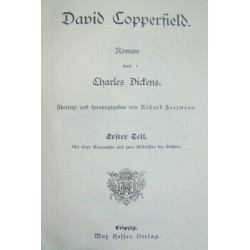 David Copperfield.
Roman
von
Charles Dickens.
Übersetzt und herausgegeben von Richard Zoozmann.
Erster Teil.
Mit einer Biographie und zwei Bildnissen des Dichters.
Leipzig.
Max Hesses Verlag.